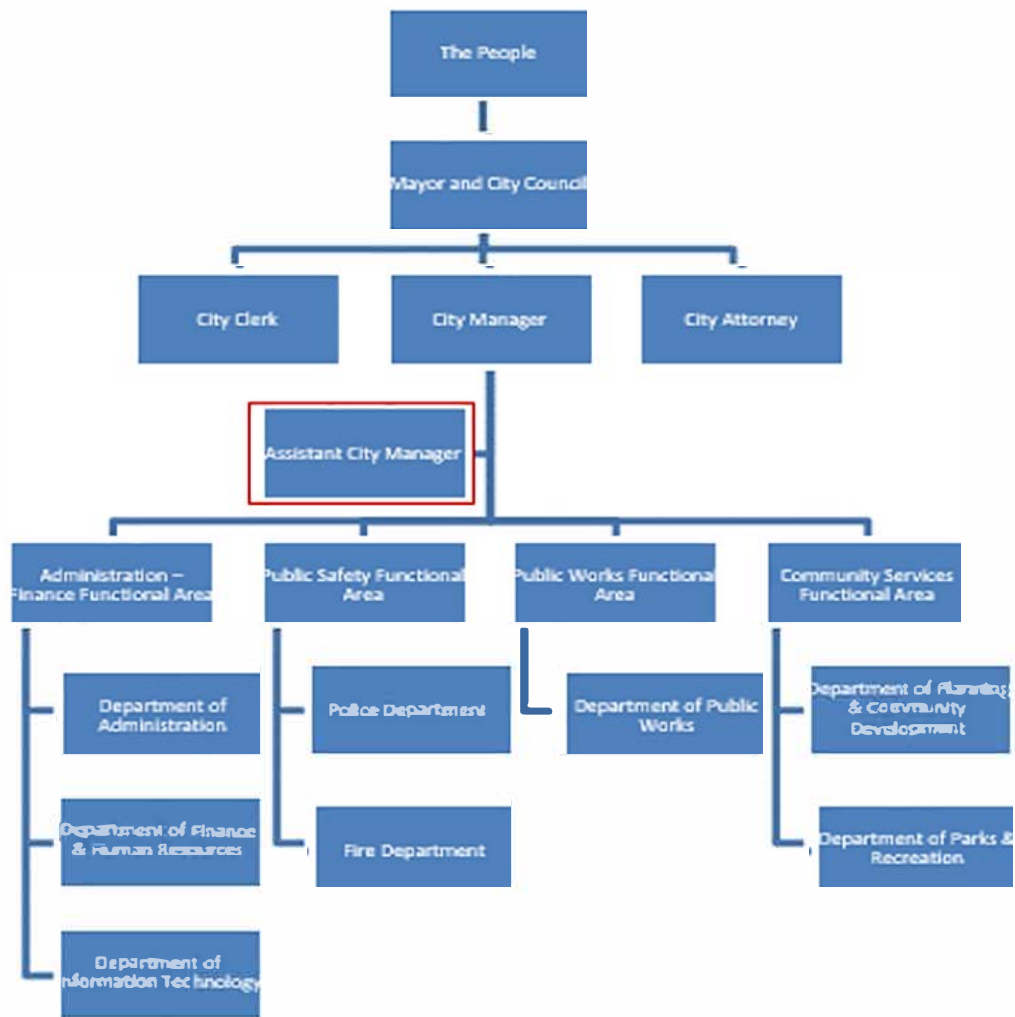 The People
Mayor and City Council
City Clerk
City Manager
City Attorney
Assistant City Manager
Administration –
Finance Functional Area
Public Safety Functional
Area
Public Works Functional
Area
Community Services
Functional Area
Department of
Administration
Police Department
Department of Public
Works
Department of Planning
& Community
Development
Department of Finance
& Human Resources
Fire Department
Department of Parks &
Recreation
Department of
Information Technology